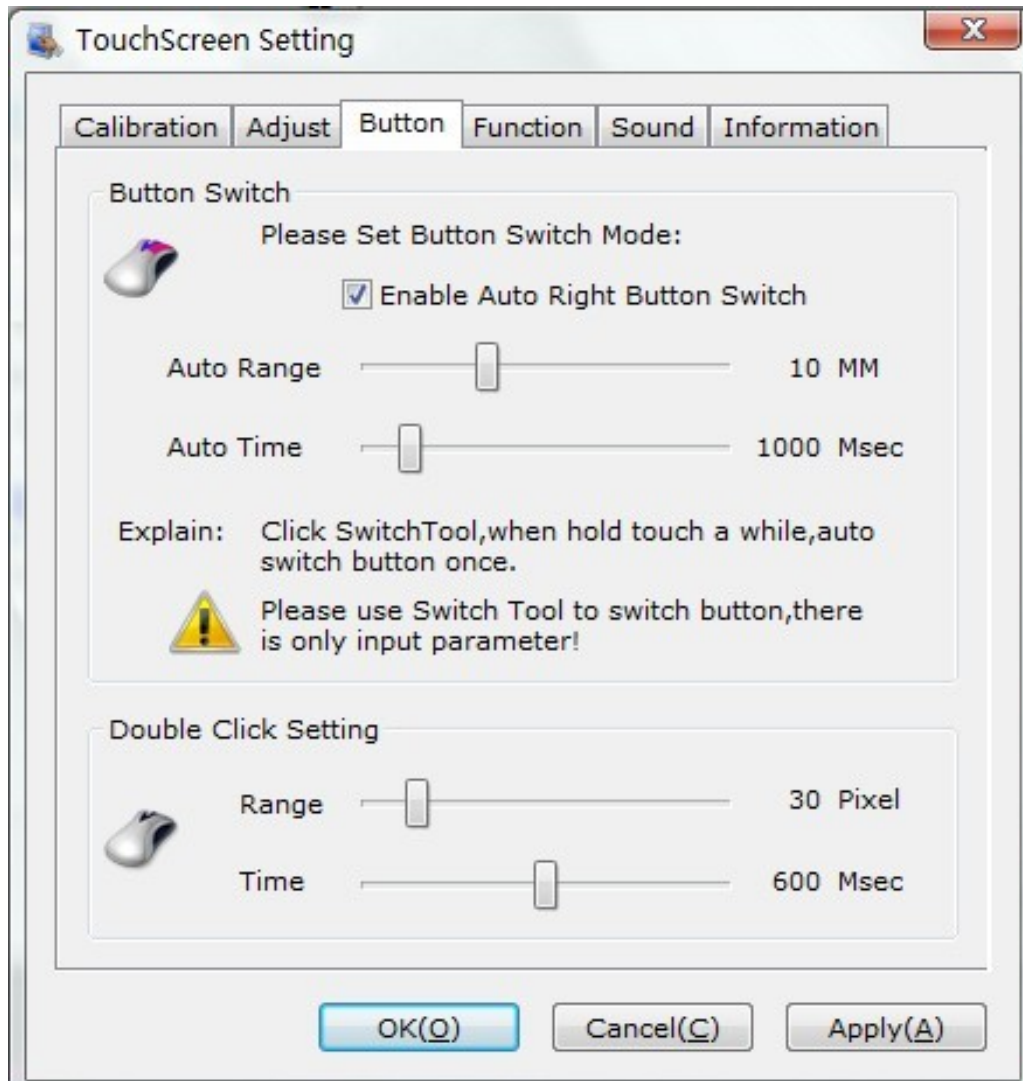 TouchScreen Setting
Calibration Adjust Button Function Sound Information
Button Switch
Please Set Button Switch Mode:
Enable Auto Right Button Switch
Auto Range 10 MM
Auto Time 1000 Msec
Explain: Click SwitchTool,when hold touch a while,auto
switch button once.
Please use Switch Tool to switch button,there
is only input parameter!
Double Click Setting
Range 30 Pixel
Time 600 Msec
OK(O) Cancel(C) Apply(A)